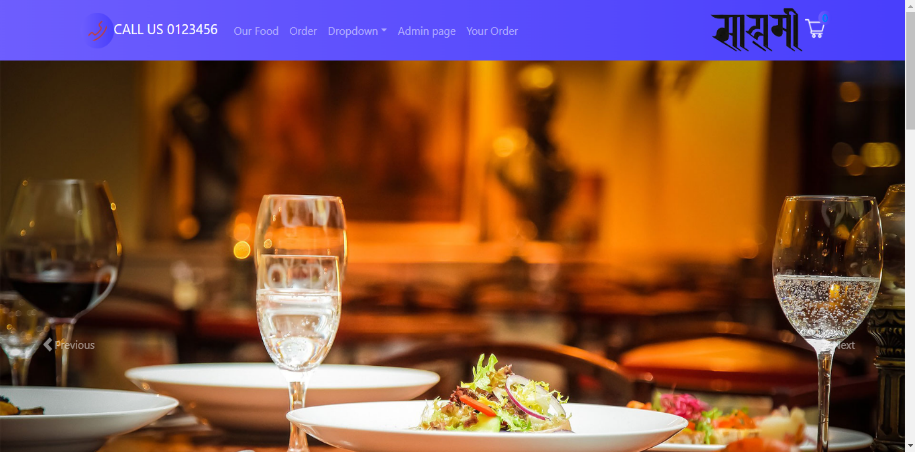 CALL US 0123456
Our Food
Order
Dropdown
Admin page
Your Order
Previous
Next